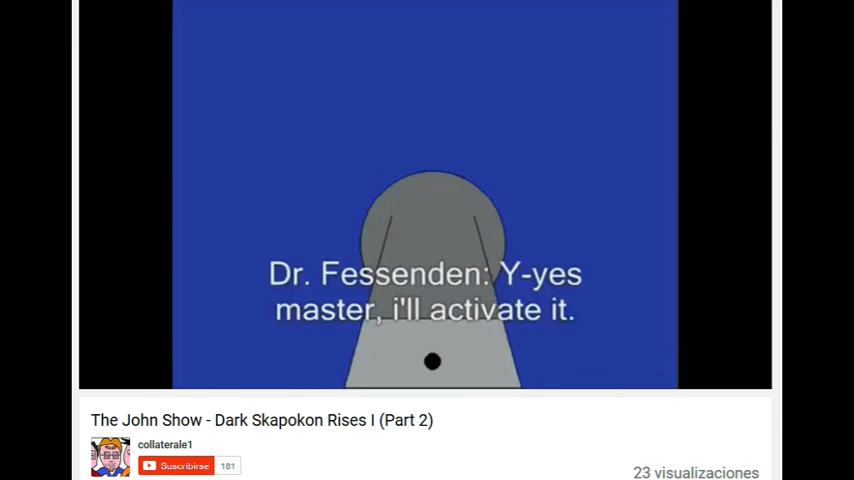 Dr. Fessenden: Y-yes
master, i'll activate it.
The John Show - Dark Skapokon Rises I (Part 2)
collaterale1
Suscribirse 181
23 visualizaciones